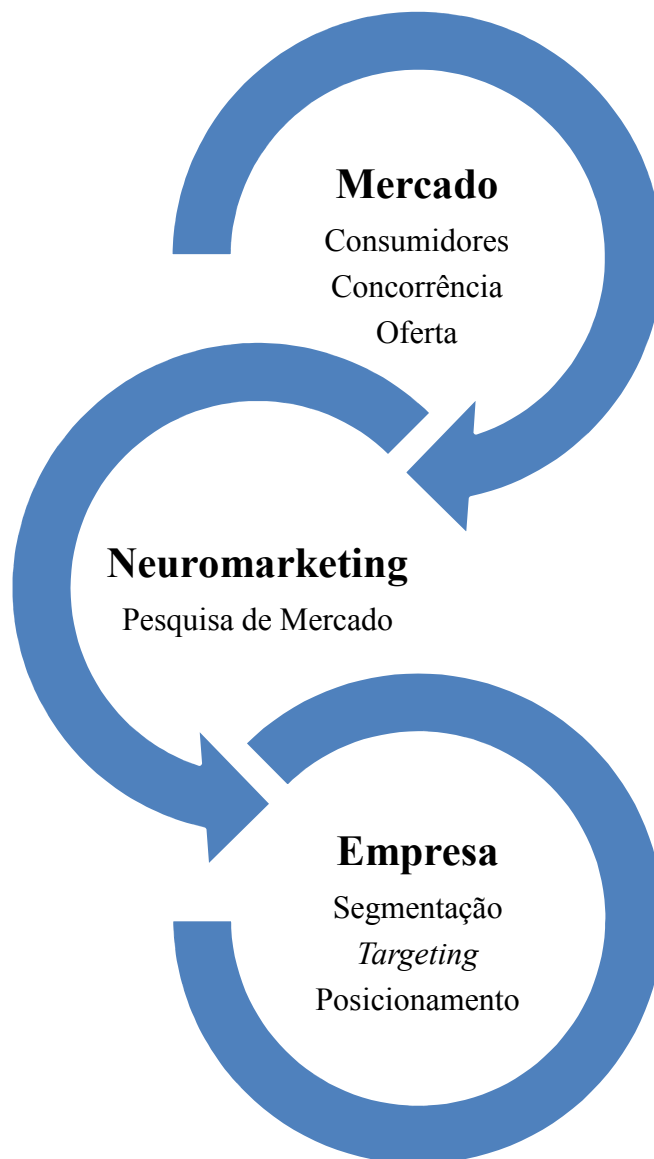 Mercado
Consumidores
Concorrência
Oferta
Neuromarketing
Pesquisa de Mercado
Empresa
Segmentação
Targeting
Posicionamento